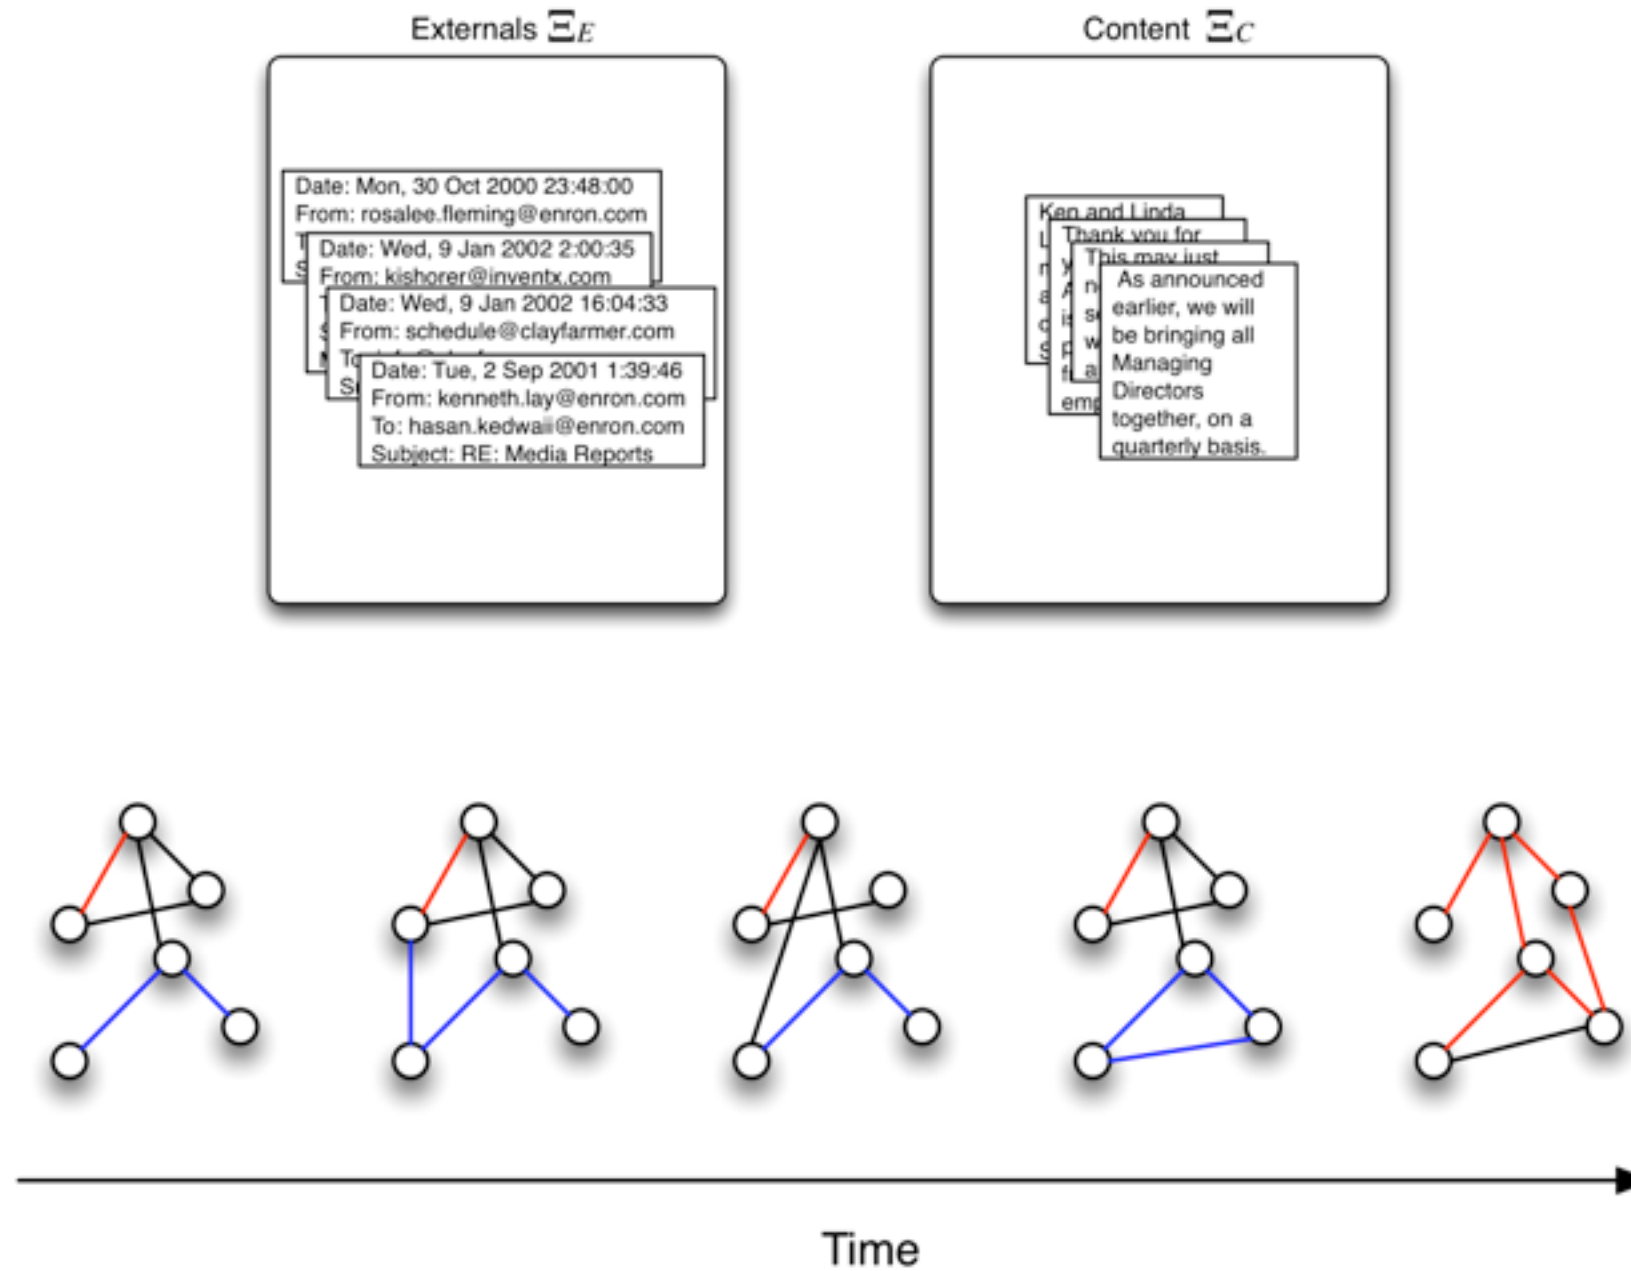 Externals Ξ_E
Content Ξ_C
Date: Mon, 30 Oct 2000 23:48:00
From: rosalee.fleming@enron.com
Date: Wed, 9 Jan 2002 2:00:35
From: kishorer@inventx.com
Date: Wed, 9 Jan 2002 16:04:33
From: schedule@clayfarmer.com
To:
Date: Tue, 2 Sep 2001 1:39:46
From: kenneth.lay@enron.com
To: hasan.kedwaii@enron.com
Subject: RE: Media Reports
Ken and Linda
Thank you for
This may just
As announced
earlier, we will
be bringing all
Managing
Directors
together, on a
quarterly basis.
Time